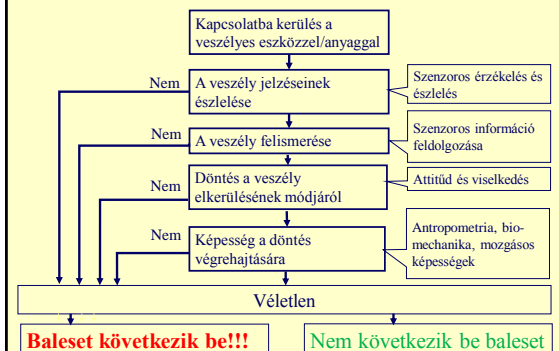 Kapcsolatba kerülés a
veszélyes eszközzel/anyaggal
Nem
A veszély jelzéseinek
észlelése
Szenzoros érzékelés és
észlelés
Nem
A veszély felismerése
Szenzoros információ
feldolgozása
Nem
Döntés a veszély
elkerülésének módjáról
Attitűd és viselkedés
Nem
Képesség a döntés
végrehajtására
Antropometria, bio-
mechanika, mozgásos
képességek
Véletlen
Baleset következik be!!!
Nem következik be baleset